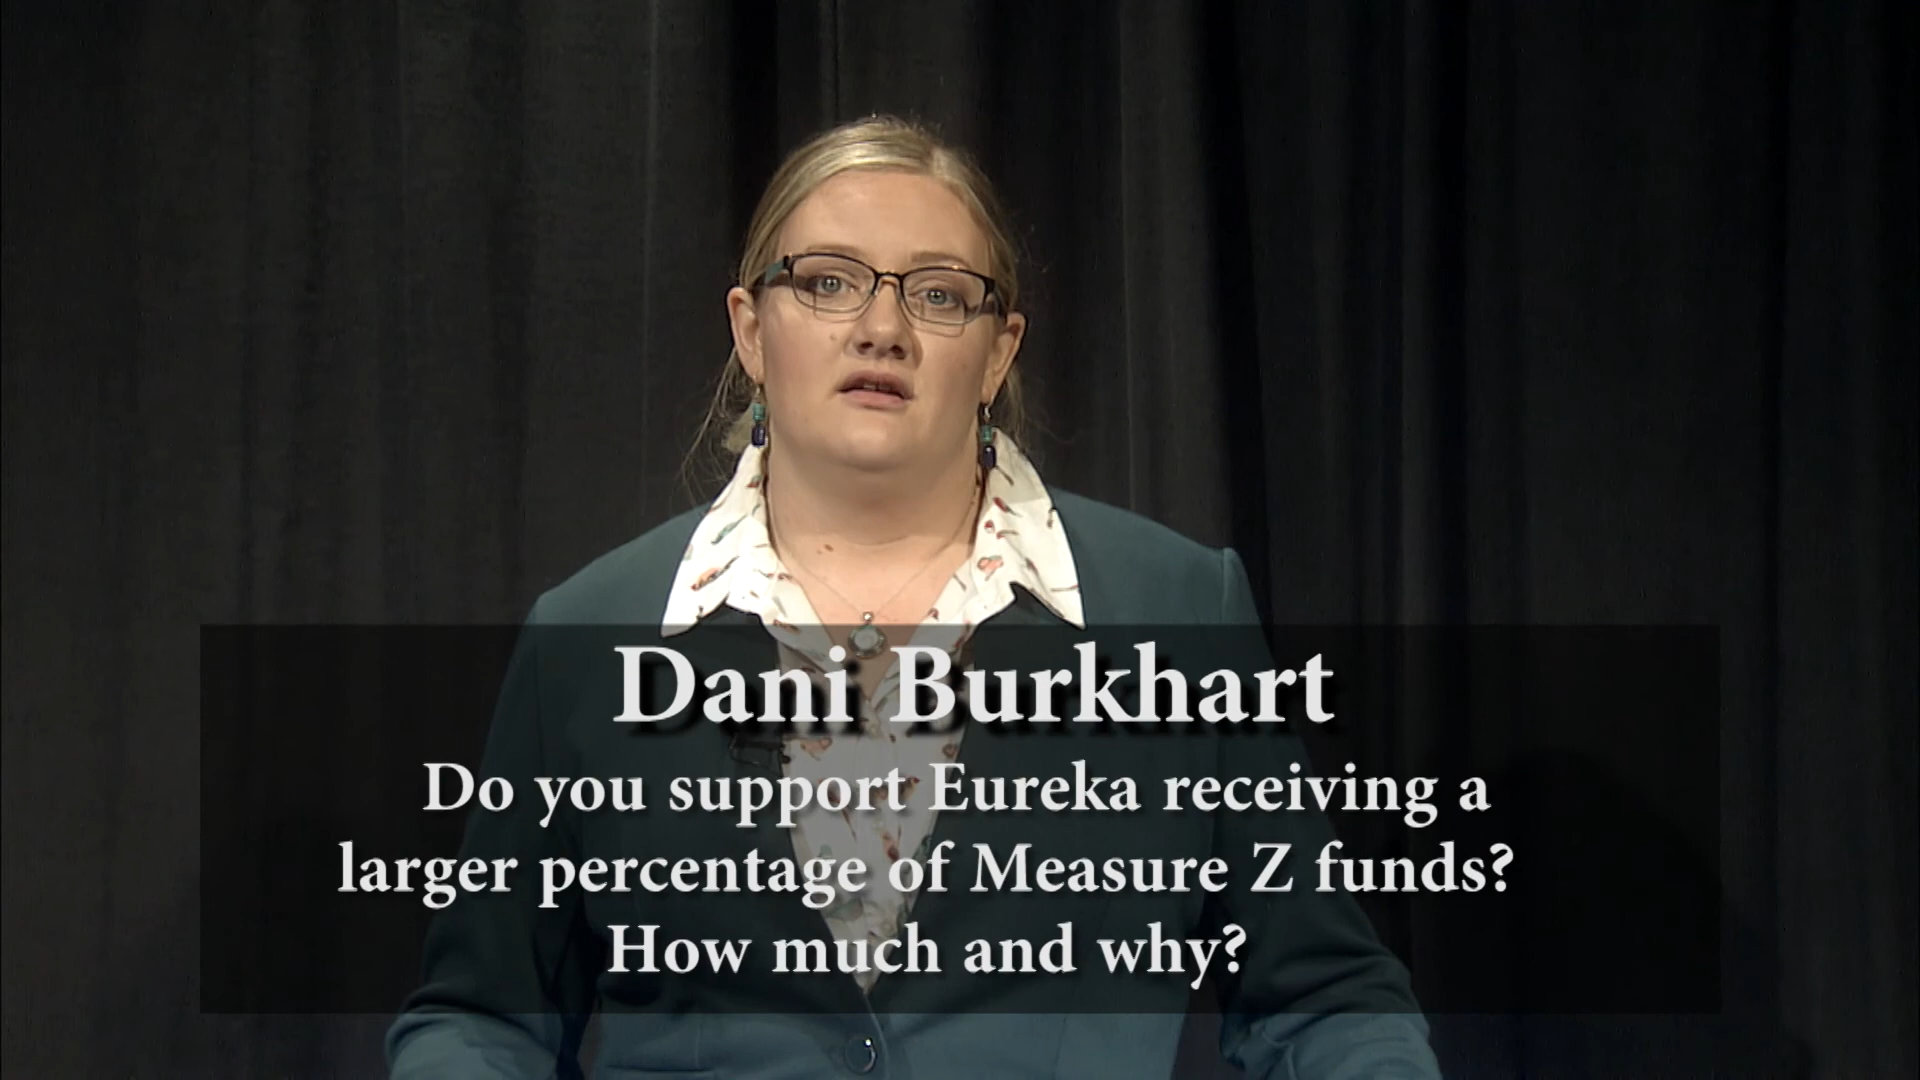 Dani Burkhart
Do you support Eureka receiving a
larger percentage of Measure Z funds?
How much and why?